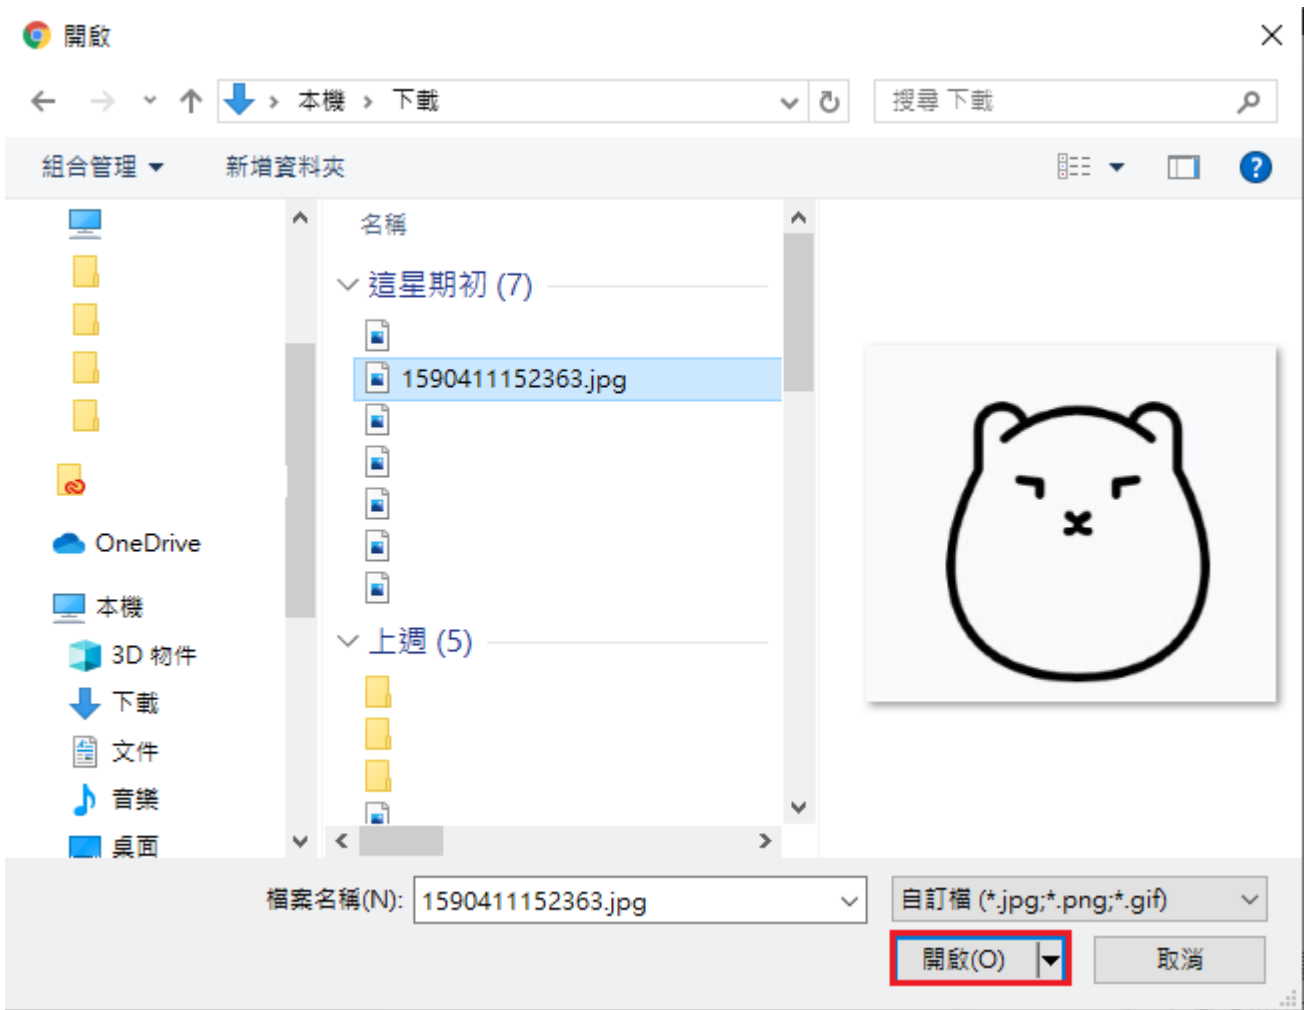 開啟
本機 › 下載
搜尋 下載
組合管理
新增資料夾
名稱
這星期初 (7)
1590411152363.jpg
上週 (5)
OneDrive
本機
3D 物件
下載
文件
音樂
桌面
檔案名稱(N):
1590411152363.jpg
自訂檔 (*.jpg;*.png;*.gif)
開啟(O)
取消